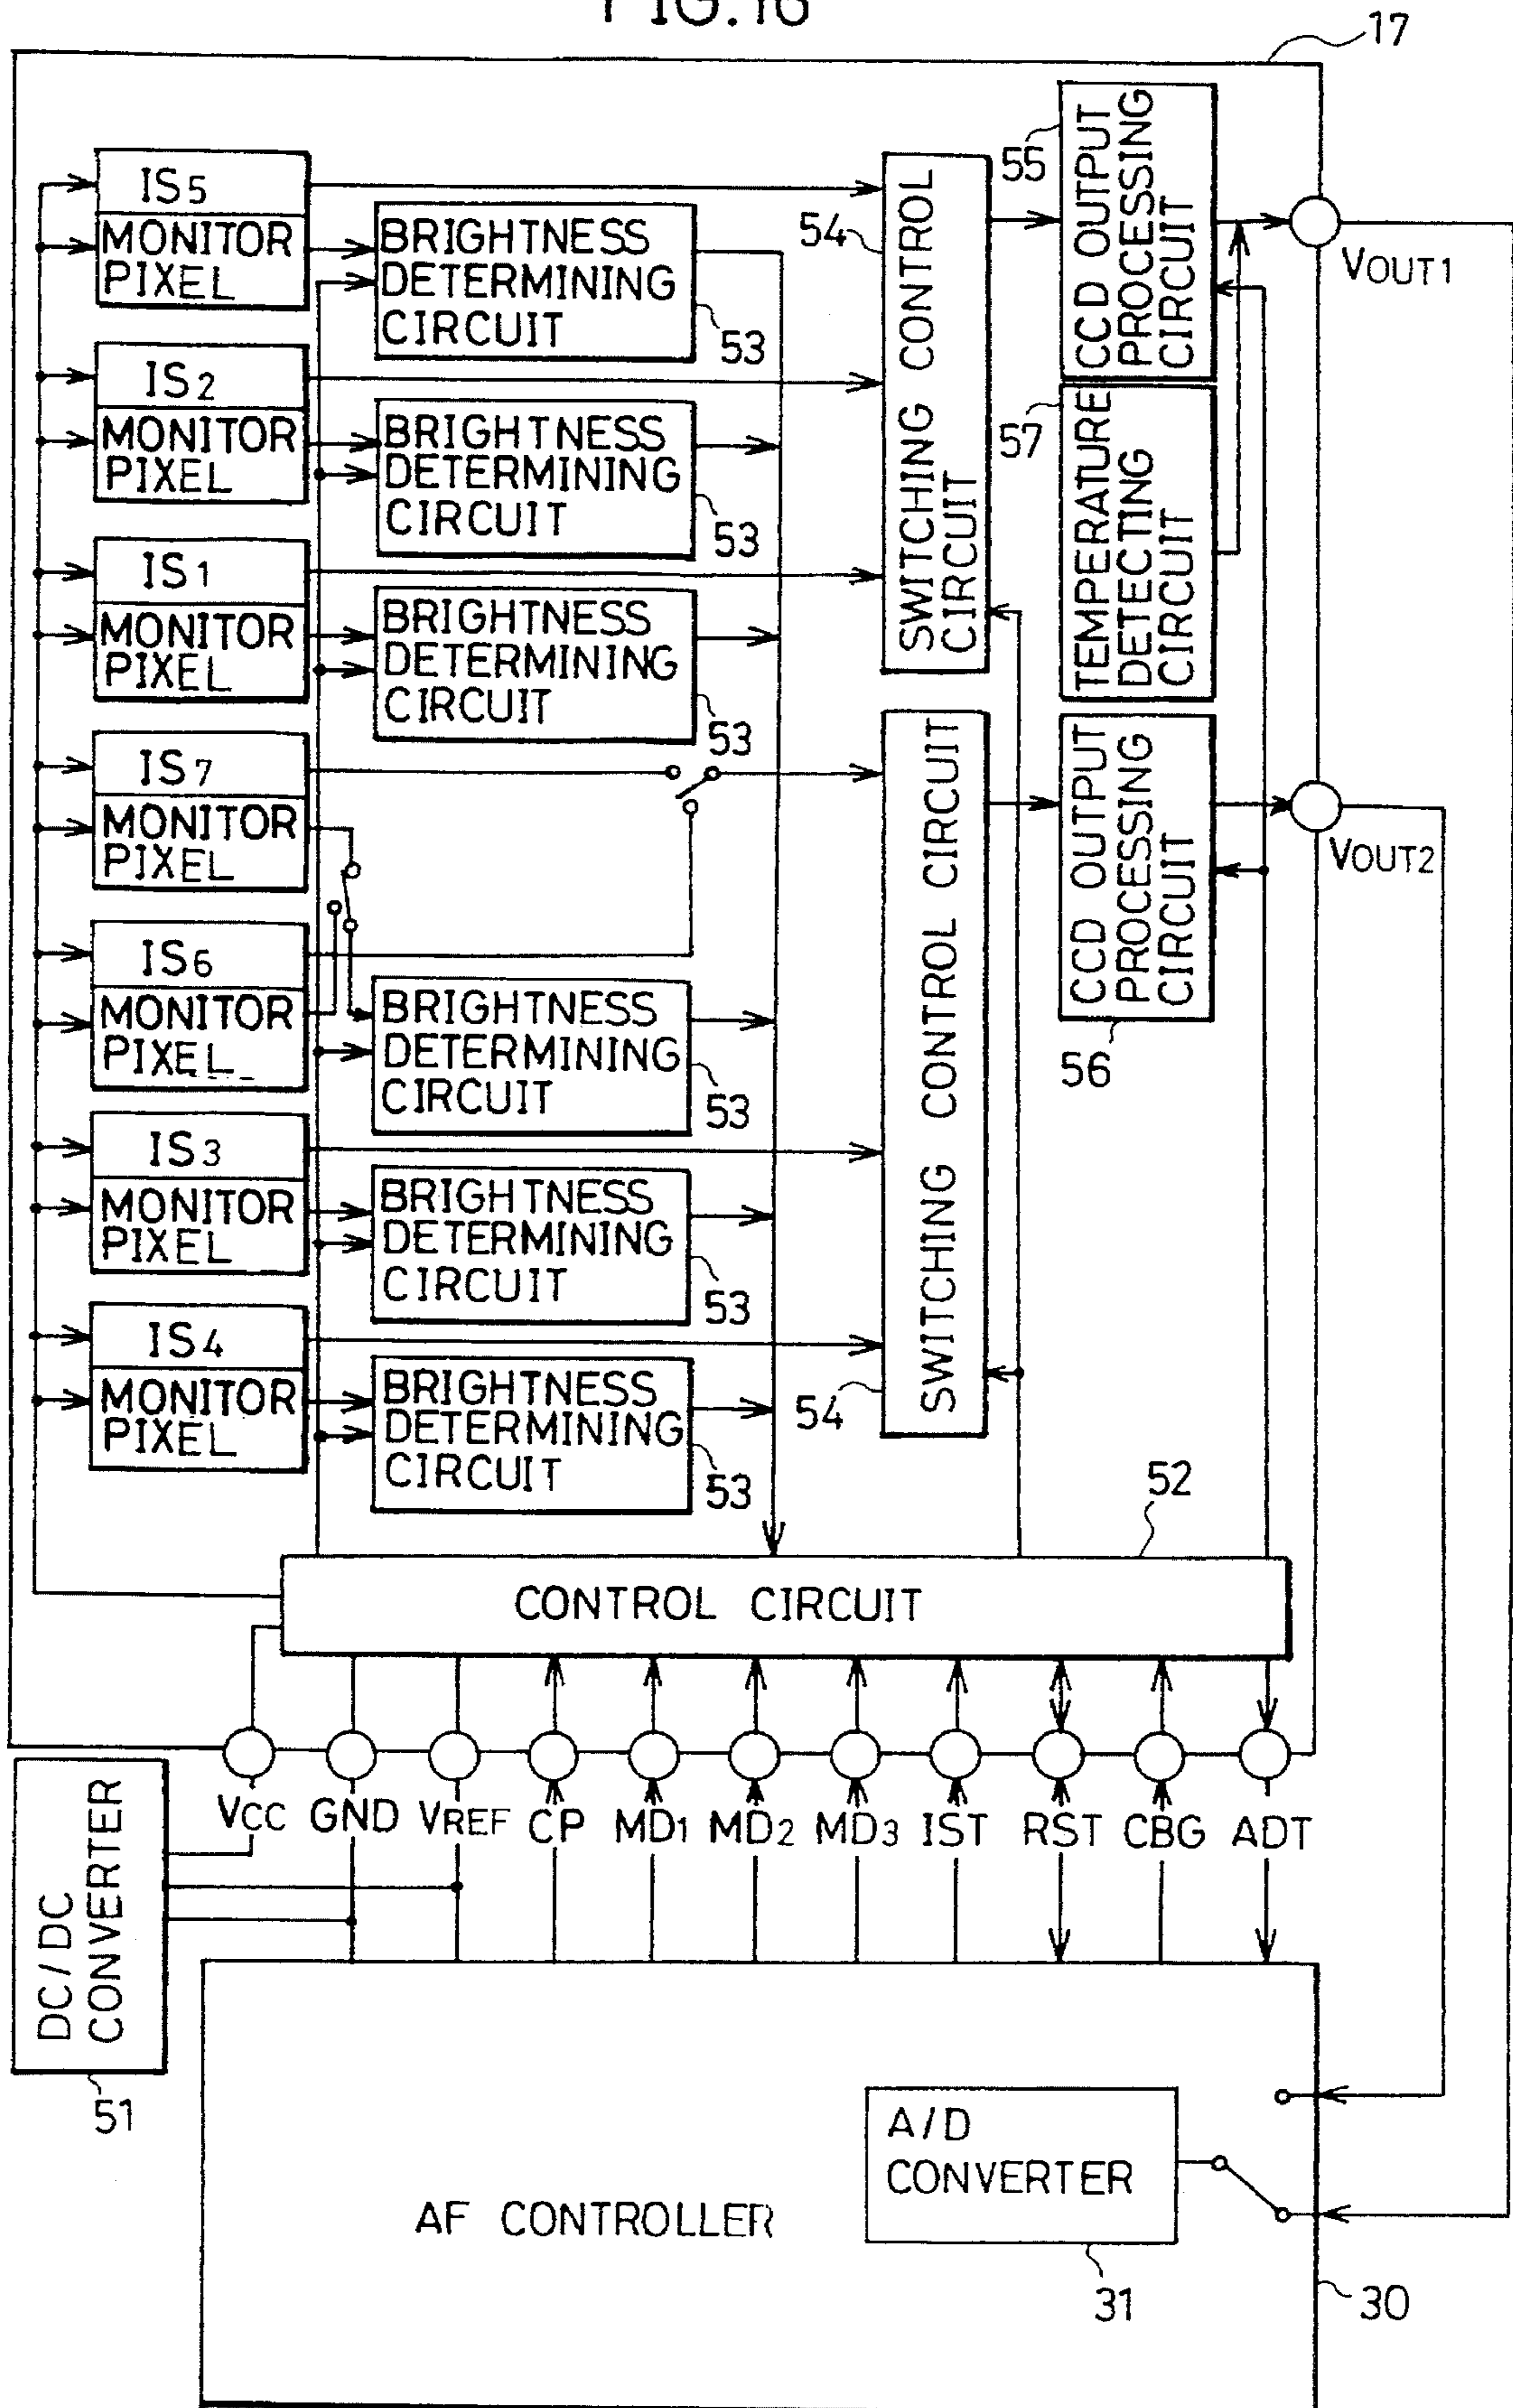 FIG.16
17
IS5
MONITOR
PIXEL
BRIGHTNESS
DETERMINING
CIRCUIT
53
IS2
MONITOR
PIXEL
BRIGHTNESS
DETERMINING
CIRCUIT
53
IS1
MONITOR
PIXEL
BRIGHTNESS
DETERMINING
CIRCUIT
53
IS7
MONITOR
PIXEL
IS6
MONITOR
PIXEL
BRIGHTNESS
DETERMINING
CIRCUIT
53
IS3
MONITOR
PIXEL
BRIGHTNESS
DETERMINING
CIRCUIT
53
IS4
MONITOR
PIXEL
BRIGHTNESS
DETERMINING
CIRCUIT
53
54
SWITCHING CONTROL
CIRCUIT
54
SWITCHING CONTROL CIRCUIT
55
CCD OUTPUT
PROCESSING
CIRCUIT
57
TEMPERATURE
DETECTING
CIRCUIT
CCD OUTPUT
PROCESSING
CIRCUIT
56
VOUT1
VOUT2
52
CONTROL CIRCUIT
VCC GND VREF CP MD1 MD2 MD3 IST RST CBG ADT
DC/DC
CONVERTER
51
A/D
CONVERTER
31
AF CONTROLLER
30